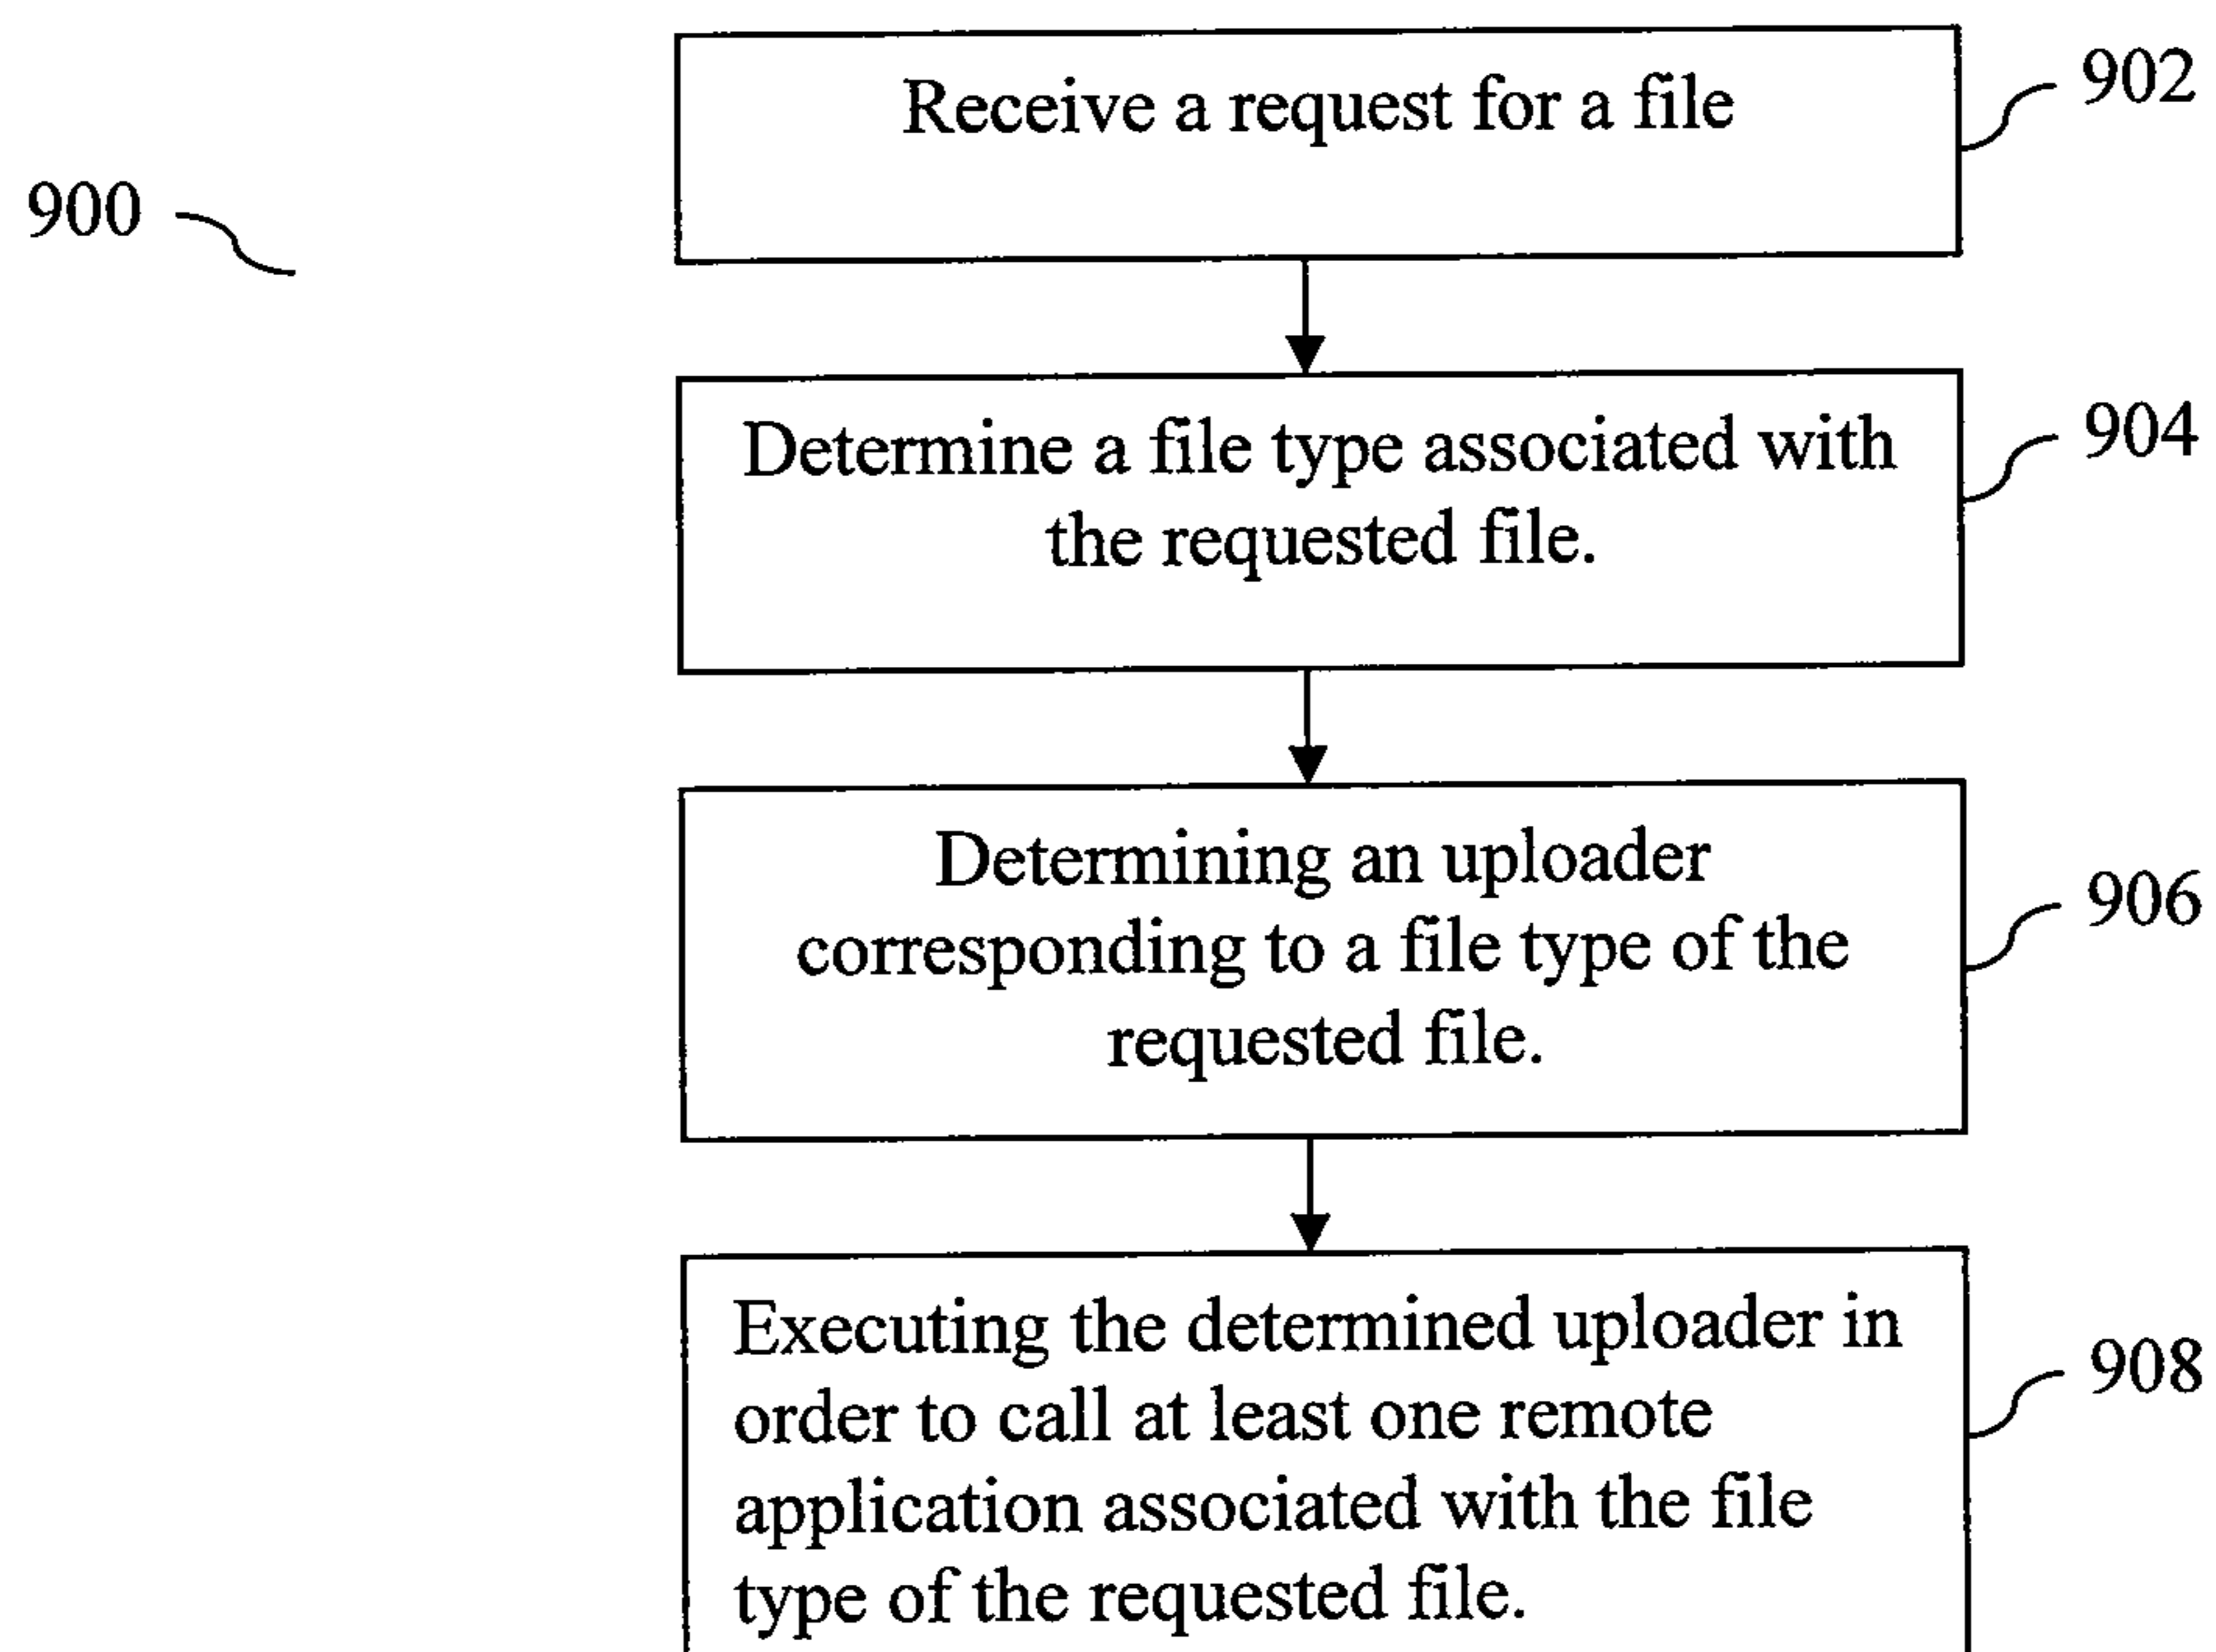 Receive a request for a file
902
900
Determine a file type associated with
the requested file.
904
Determining an uploader
corresponding to a file type of the
requested file.
906
Executing the determined uploader in
order to call at least one remote
application associated with the file
type of the requested file.
908